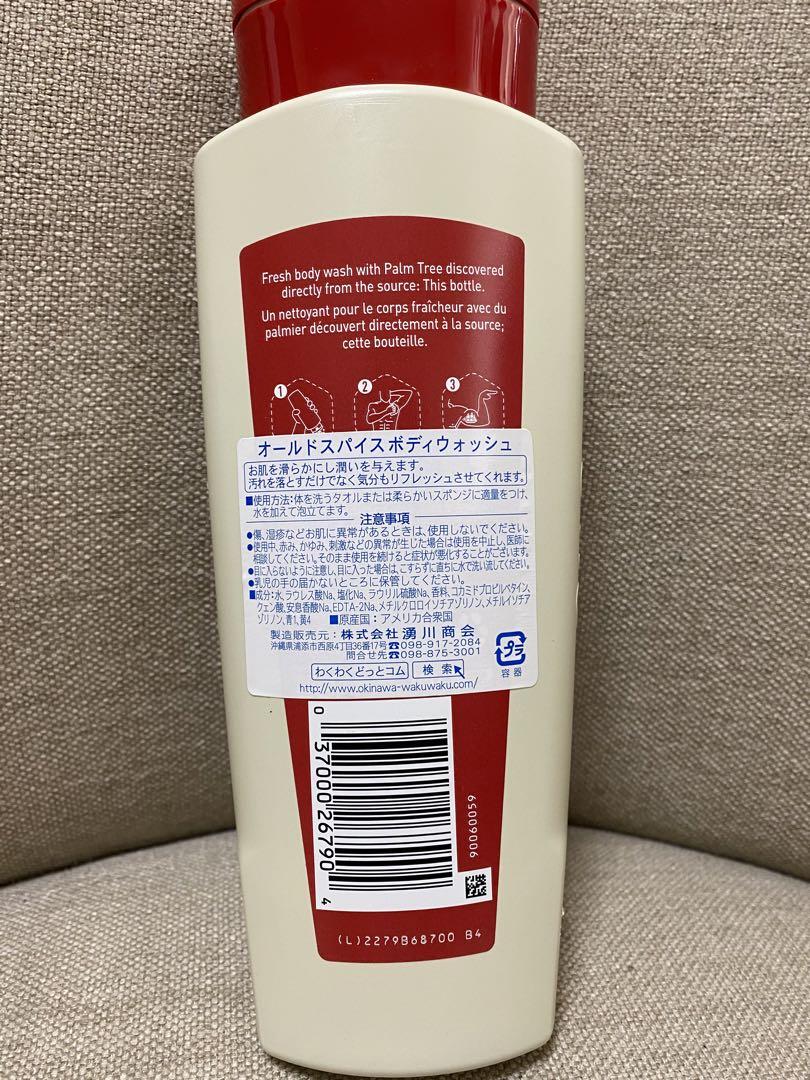 Fresh body wash with Palm Tree discovered
directly from the source: This bottle.
Un nettoyant pour le corps fraîcheur avec du
palmier découvert directement à la source;
cette bouteille.
1 2 3
オールドスパイスボディウォッシュ
お肌を滑らかにし潤いを与えます。
汚れを落とすだけでなく気分もリフレッシュさせてくれます。
■使用方法:体を洗うタオルまたは柔らかいスポンジに適量をつけ、
水を加えて泡立てます。
注意事項
●傷、湿疹などお肌に異常があるときは、使用しないでください。
●使用中、赤み、かゆみ、刺激などの異常が生じた場合は使用を中止し、医師に
相談してください。そのまま使用を続けると症状が悪化することがございます。
●目に入らないように注意し、目に入った場合は、こすらずに直ちに水で洗い流してください。
●乳児の手の届かないところに保管してください。
■成分:水、ラウレス酸Na、塩化Na、ラウリル硫酸Na、香料、コカミドプロピルベタイン、
クェン酸、安息香酸Na、EDTA-2Na、メチルクロロイソチアゾリノン、メチルイソチア
ゾリノン、青1、黄4 ■原産国:アメリカ合衆国
製造販売元:株式会社湧川商会
沖縄県浦添市西原4丁目36番17号☎098-917-2084
問合せ先☎098-875-3001
プラ
容器
わくわくどっとコム 検索
http://www.okinawa-wakuwaku.com/
0 37000 26790 4
90060059
(L)2279B68700 B4